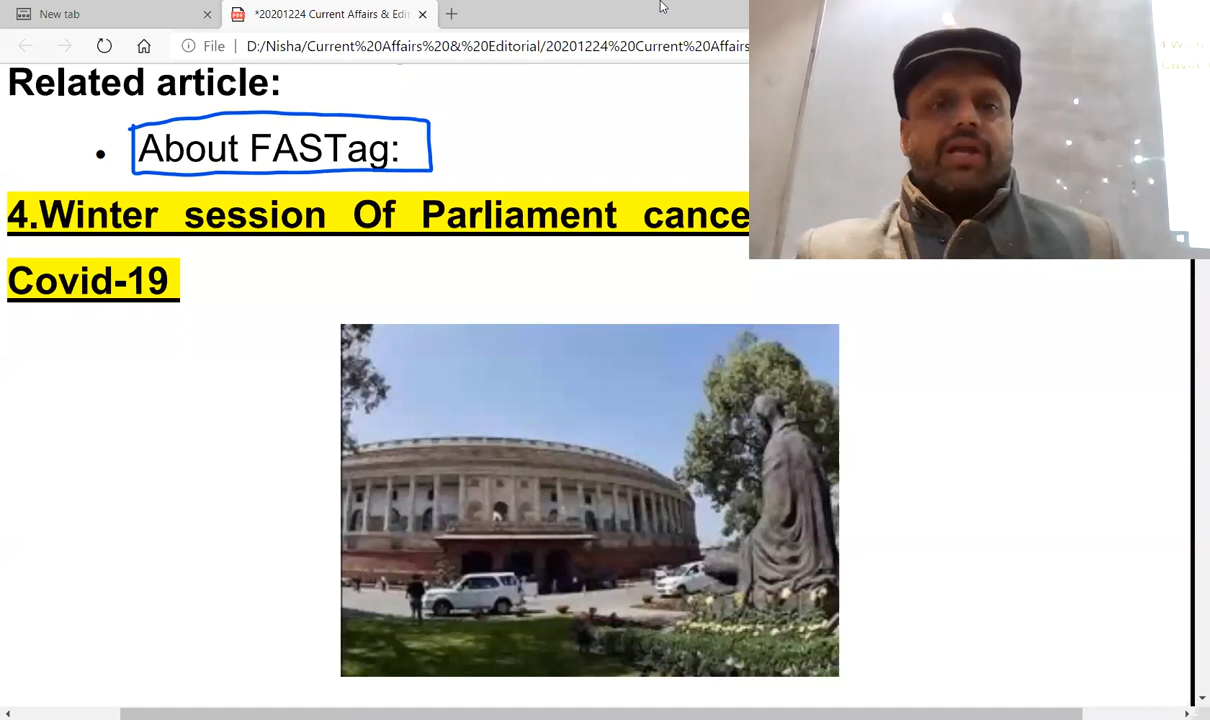 New tab
*20201224 Current Affairs & Edi
File
D:/Nisha/Current%20Affairs%20&%20Editorial/20201224%20Current%20Affairs
Related article:
• About FASTag:
4.Winter session Of Parliament cance
Covid-19